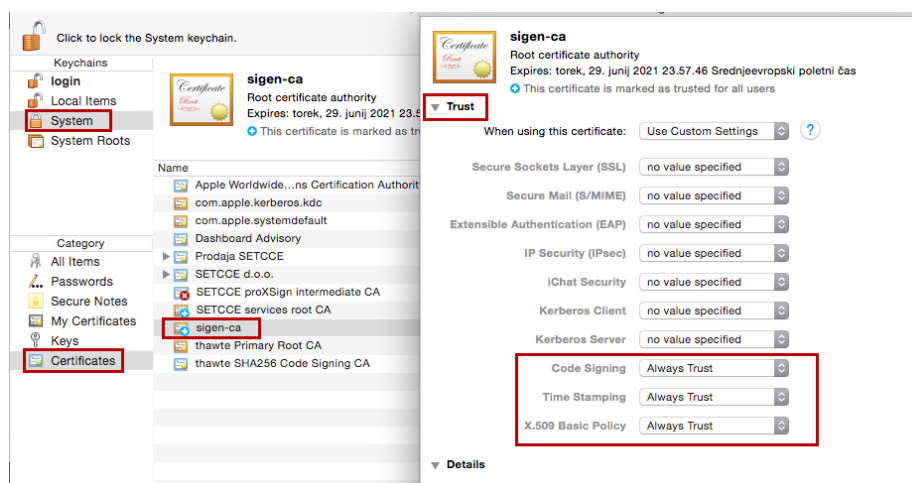 Click to lock the System keychain.
Keychains
login
Local Items
System
System Roots
Category
All Items
Passwords
Secure Notes
My Certificates
Keys
Certificates
Certificate
Root
sigen-ca
Root certificate authority
Expires: torek, 29. junij 2021 23.5
This certificate is marked as tr
Name
Apple Worldwide...ns Certification Authorit
com.apple.kerberos.kdc
com.apple.systemdefault
Dashboard Advisory
Prodaja SETCCE
SETCCE d.o.o.
SETCCE proXSign intermediate CA
SETCCE services root CA
sigen-ca
thawte Primary Root CA
thawte SHA256 Code Signing CA
Certificate
Root
sigen-ca
Root certificate authority
Expires: torek, 29. junij 2021 23.57.46 Srednjeevropski poletni čas
This certificate is marked as trusted for all users
Trust
When using this certificate: Use Custom Settings ?
Secure Sockets Layer (SSL) no value specified
Secure Mail (S/MIME) no value specified
Extensible Authentication (EAP) no value specified
IP Security (IPsec) no value specified
iChat Security no value specified
Kerberos Client no value specified
Kerberos Server no value specified
Code Signing Always Trust
Time Stamping Always Trust
X.509 Basic Policy Always Trust
Details